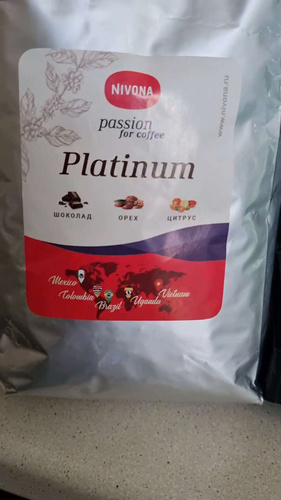 NIVONA
www.nivona.ru
passion
for coffee
Platinum
ШОКОЛАД ОРЕХ ЦИТРУС
Mexico
Colombia
Brazil
Uganda
Vietnam